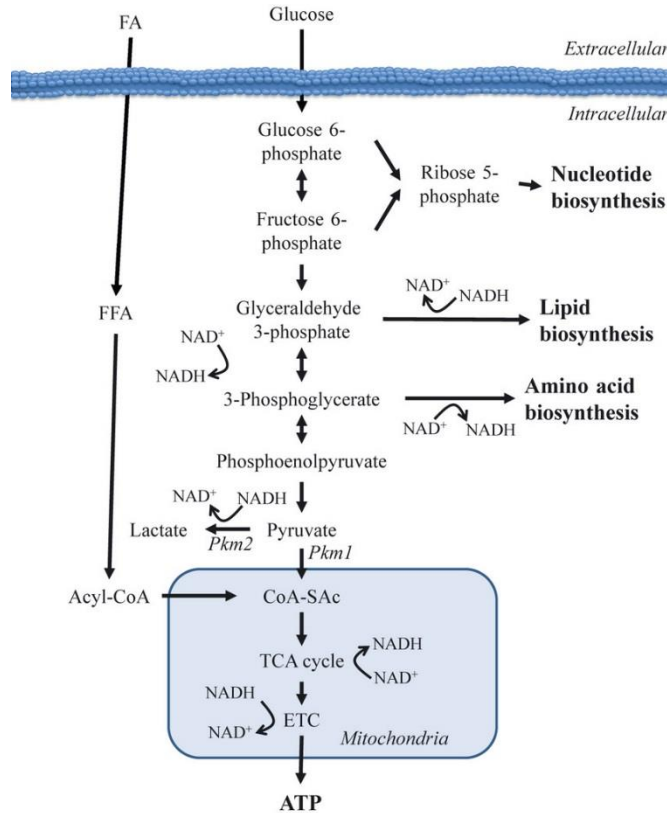 FA
Glucose
Extracellular
Intracellular
Glucose 6-
phosphate
Ribose 5-
phosphate
Nucleotide
biosynthesis
Fructose 6-
phosphate
FFA
Glyceraldehyde
3-phosphate
NAD⁺
NADH
Lipid
biosynthesis
NAD⁺
NADH
3-Phosphoglycerate
Amino acid
biosynthesis
NAD⁺
NADH
Phosphoenolpyruvate
NAD⁺
NADH
Lactate
Pyruvate
Pkm2
Pkm1
Acyl-CoA
CoA-SAc
TCA cycle
NADH
NAD⁺
NADH
NAD⁺
ETC
Mitochondria
ATP